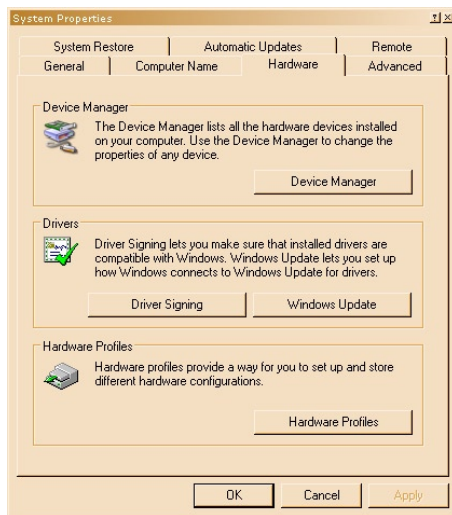 System Properties
System Restore
Automatic Updates
Remote
General
Computer Name
Hardware
Advanced
Device Manager
The Device Manager lists all the hardware devices installed
on your computer. Use the Device Manager to change the
properties of any device.
Device Manager
Drivers
Driver Signing lets you make sure that installed drivers are
compatible with Windows. Windows Update lets you set up
how Windows connects to Windows Update for drivers.
Driver Signing
Windows Update
Hardware Profiles
Hardware profiles provide a way for you to set up and store
different hardware configurations.
Hardware Profiles
OK
Cancel
Apply